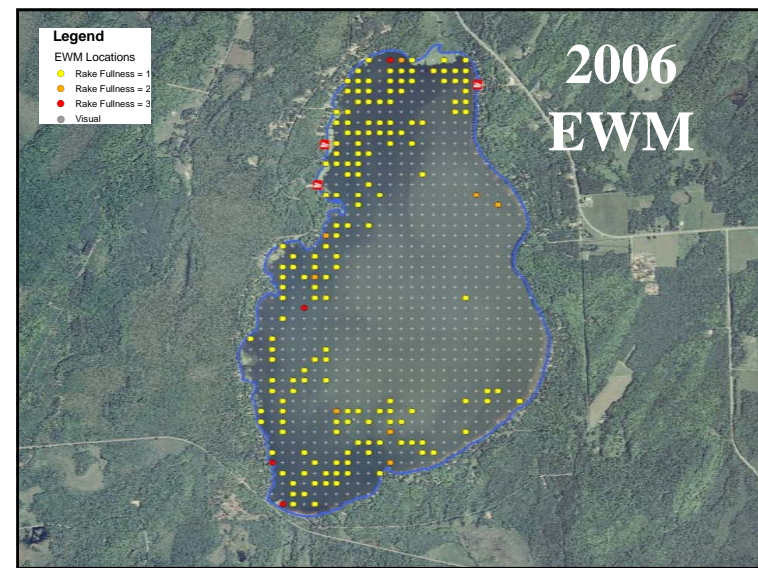 Legend
EWM Locations
Rake Fullness = 1
Rake Fullness = 2
Rake Fullness = 3
Visual
2006
EWM